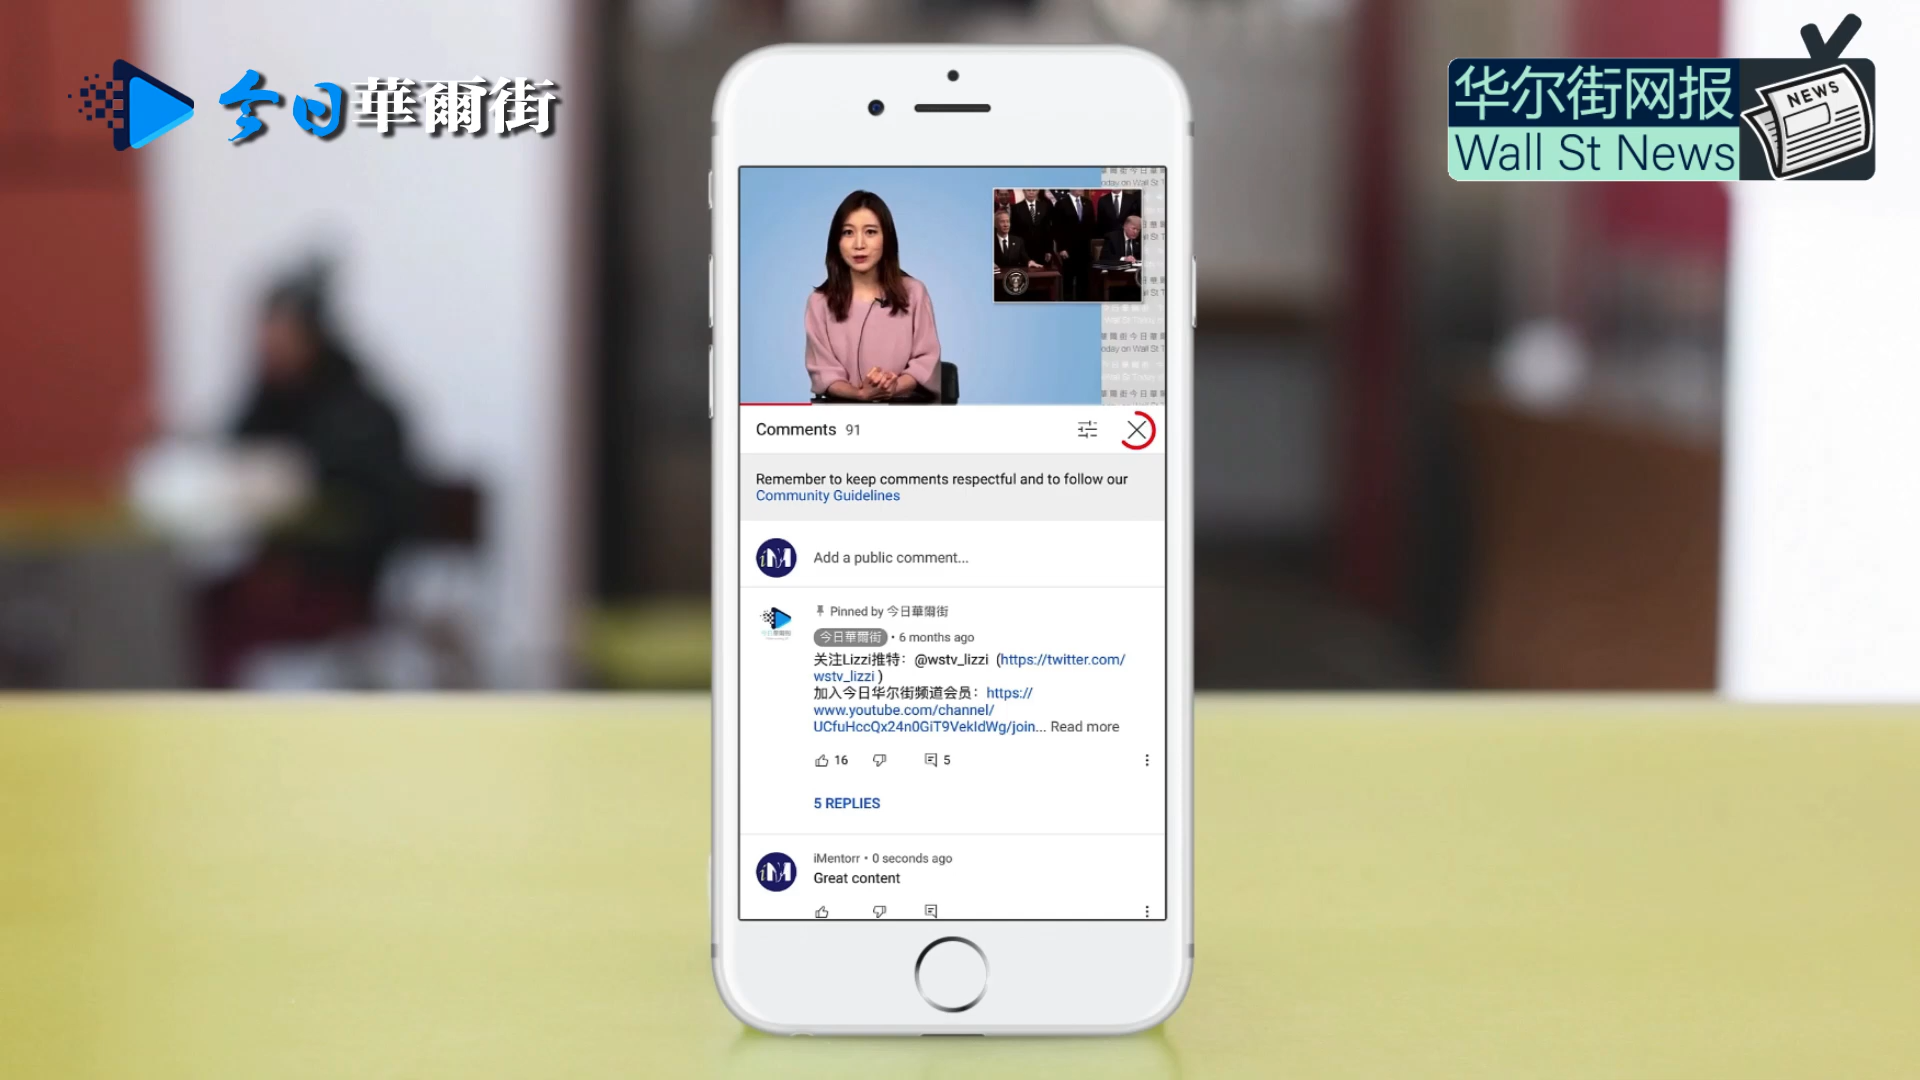 今日華爾街
华尔街网报
Wall St News
NEWS
Comments 91
Remember to keep comments respectful and to follow our
Community Guidelines
iM
Add a public comment...
Pinned by 今日華爾街
今日華爾街 • 6 months ago
关注Lizzi推特：@wstv_lizzi (https://twitter.com/
wstv_lizzi )
加入今日华尔街频道会员：https://
www.youtube.com/channel/
UCfuHccQx24n0GiT9VekIdWg/join... Read more
16
5
5 REPLIES
iM
iMentorr • 0 seconds ago
Great content